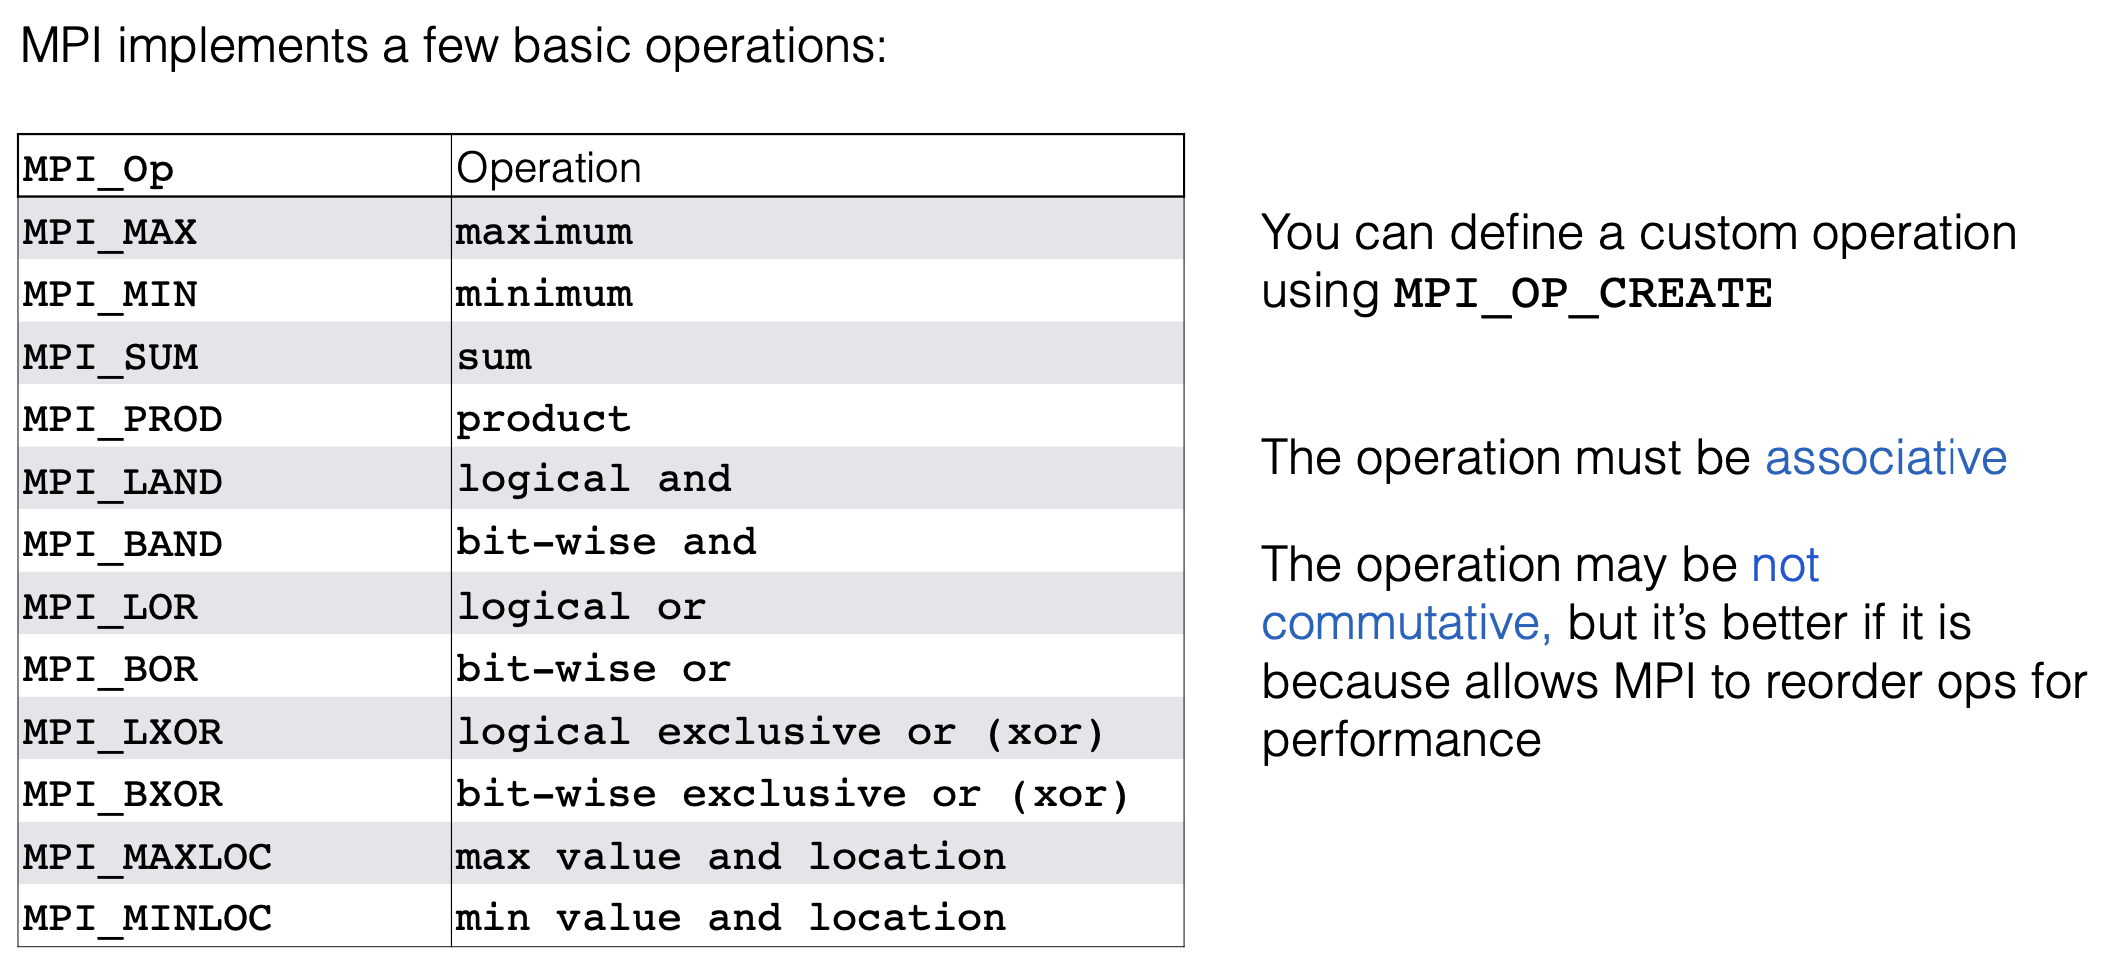 MPI implements a few basic operations:
MPI_Op Operation
MPI_MAX maximum
MPI_MIN minimum
MPI_SUM sum
MPI_PROD product
MPI_LAND logical and
MPI_BAND bit-wise and
MPI_LOR logical or
MPI_BOR bit-wise or
MPI_LXOR logical exclusive or (xor)
MPI_BXOR bit-wise exclusive or (xor)
MPI_MAXLOC max value and location
MPI_MINLOC min value and location
You can define a custom operation
using MPI_OP_CREATE
The operation must be associative
The operation may be not
commutative, but it’s better if it is
because allows MPI to reorder ops for
performance